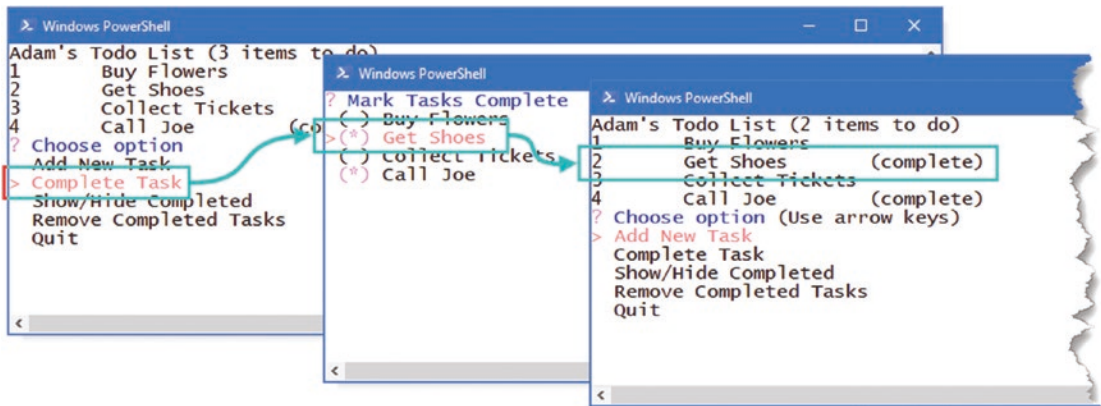 Windows PowerShell
Adam's Todo List (3 items to do)
1 Buy Flowers
2 Get Shoes
3 Collect Tickets
4 Call Joe (co
? Choose option
Add New Task
> Complete Task
Show/Hide Completed
Remove Completed Tasks
Quit
Windows PowerShell
? Mark Tasks Complete
( ) Buy Flowers
>(*) Get Shoes
( ) Collect Tickets
(*) Call Joe
Windows PowerShell
Adam's Todo List (2 items to do)
1 Buy Flowers
2 Get Shoes (complete)
3 Collect Tickets
4 Call Joe (complete)
? Choose option (Use arrow keys)
> Add New Task
Complete Task
Show/Hide Completed
Remove Completed Tasks
Quit